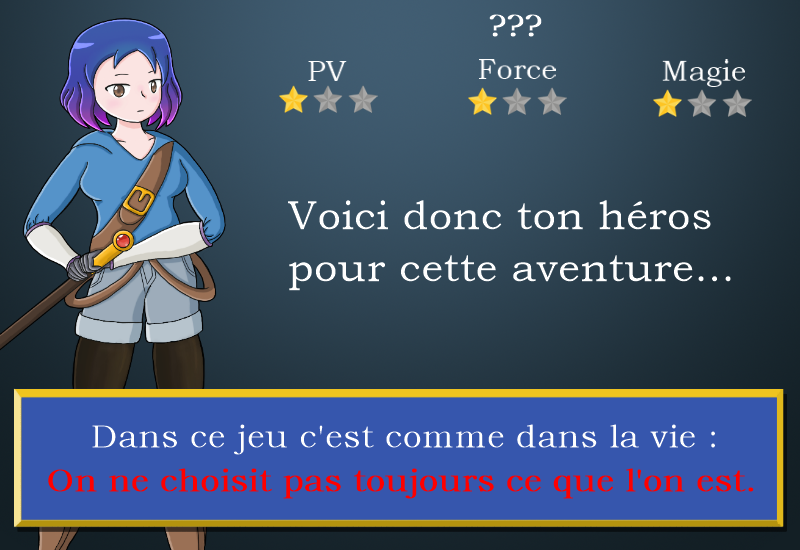 ???
PV
Force
Magie
Voici donc ton héros
pour cette aventure...
Dans ce jeu c'est comme dans la vie :
On ne choisit pas toujours ce que l'on est.